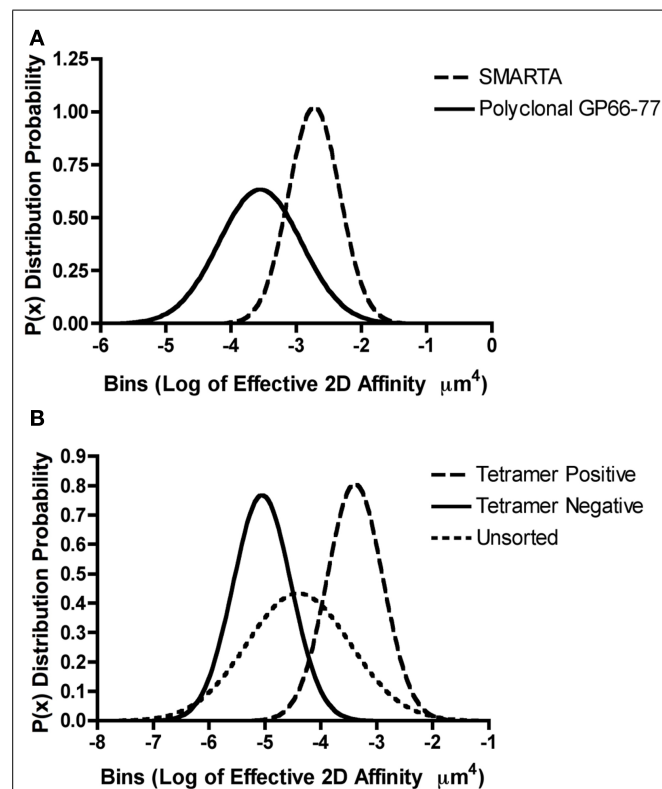 A
P(x) Distribution Probability
1.25
1.00
0.75
0.50
0.25
0.00
-6 -5 -4 -3 -2 -1 0
Bins (Log of Effective 2D Affinity μm⁴)
SMARTA
Polyclonal GP66-77
B
P(x) Distribution Probability
0.9
0.8
0.7
0.6
0.5
0.4
0.3
0.2
0.1
0.0
-8 -7 -6 -5 -4 -3 -2 -1
Bins (Log of Effective 2D Affinity μm⁴)
Tetramer Positive
Tetramer Negative
Unsorted